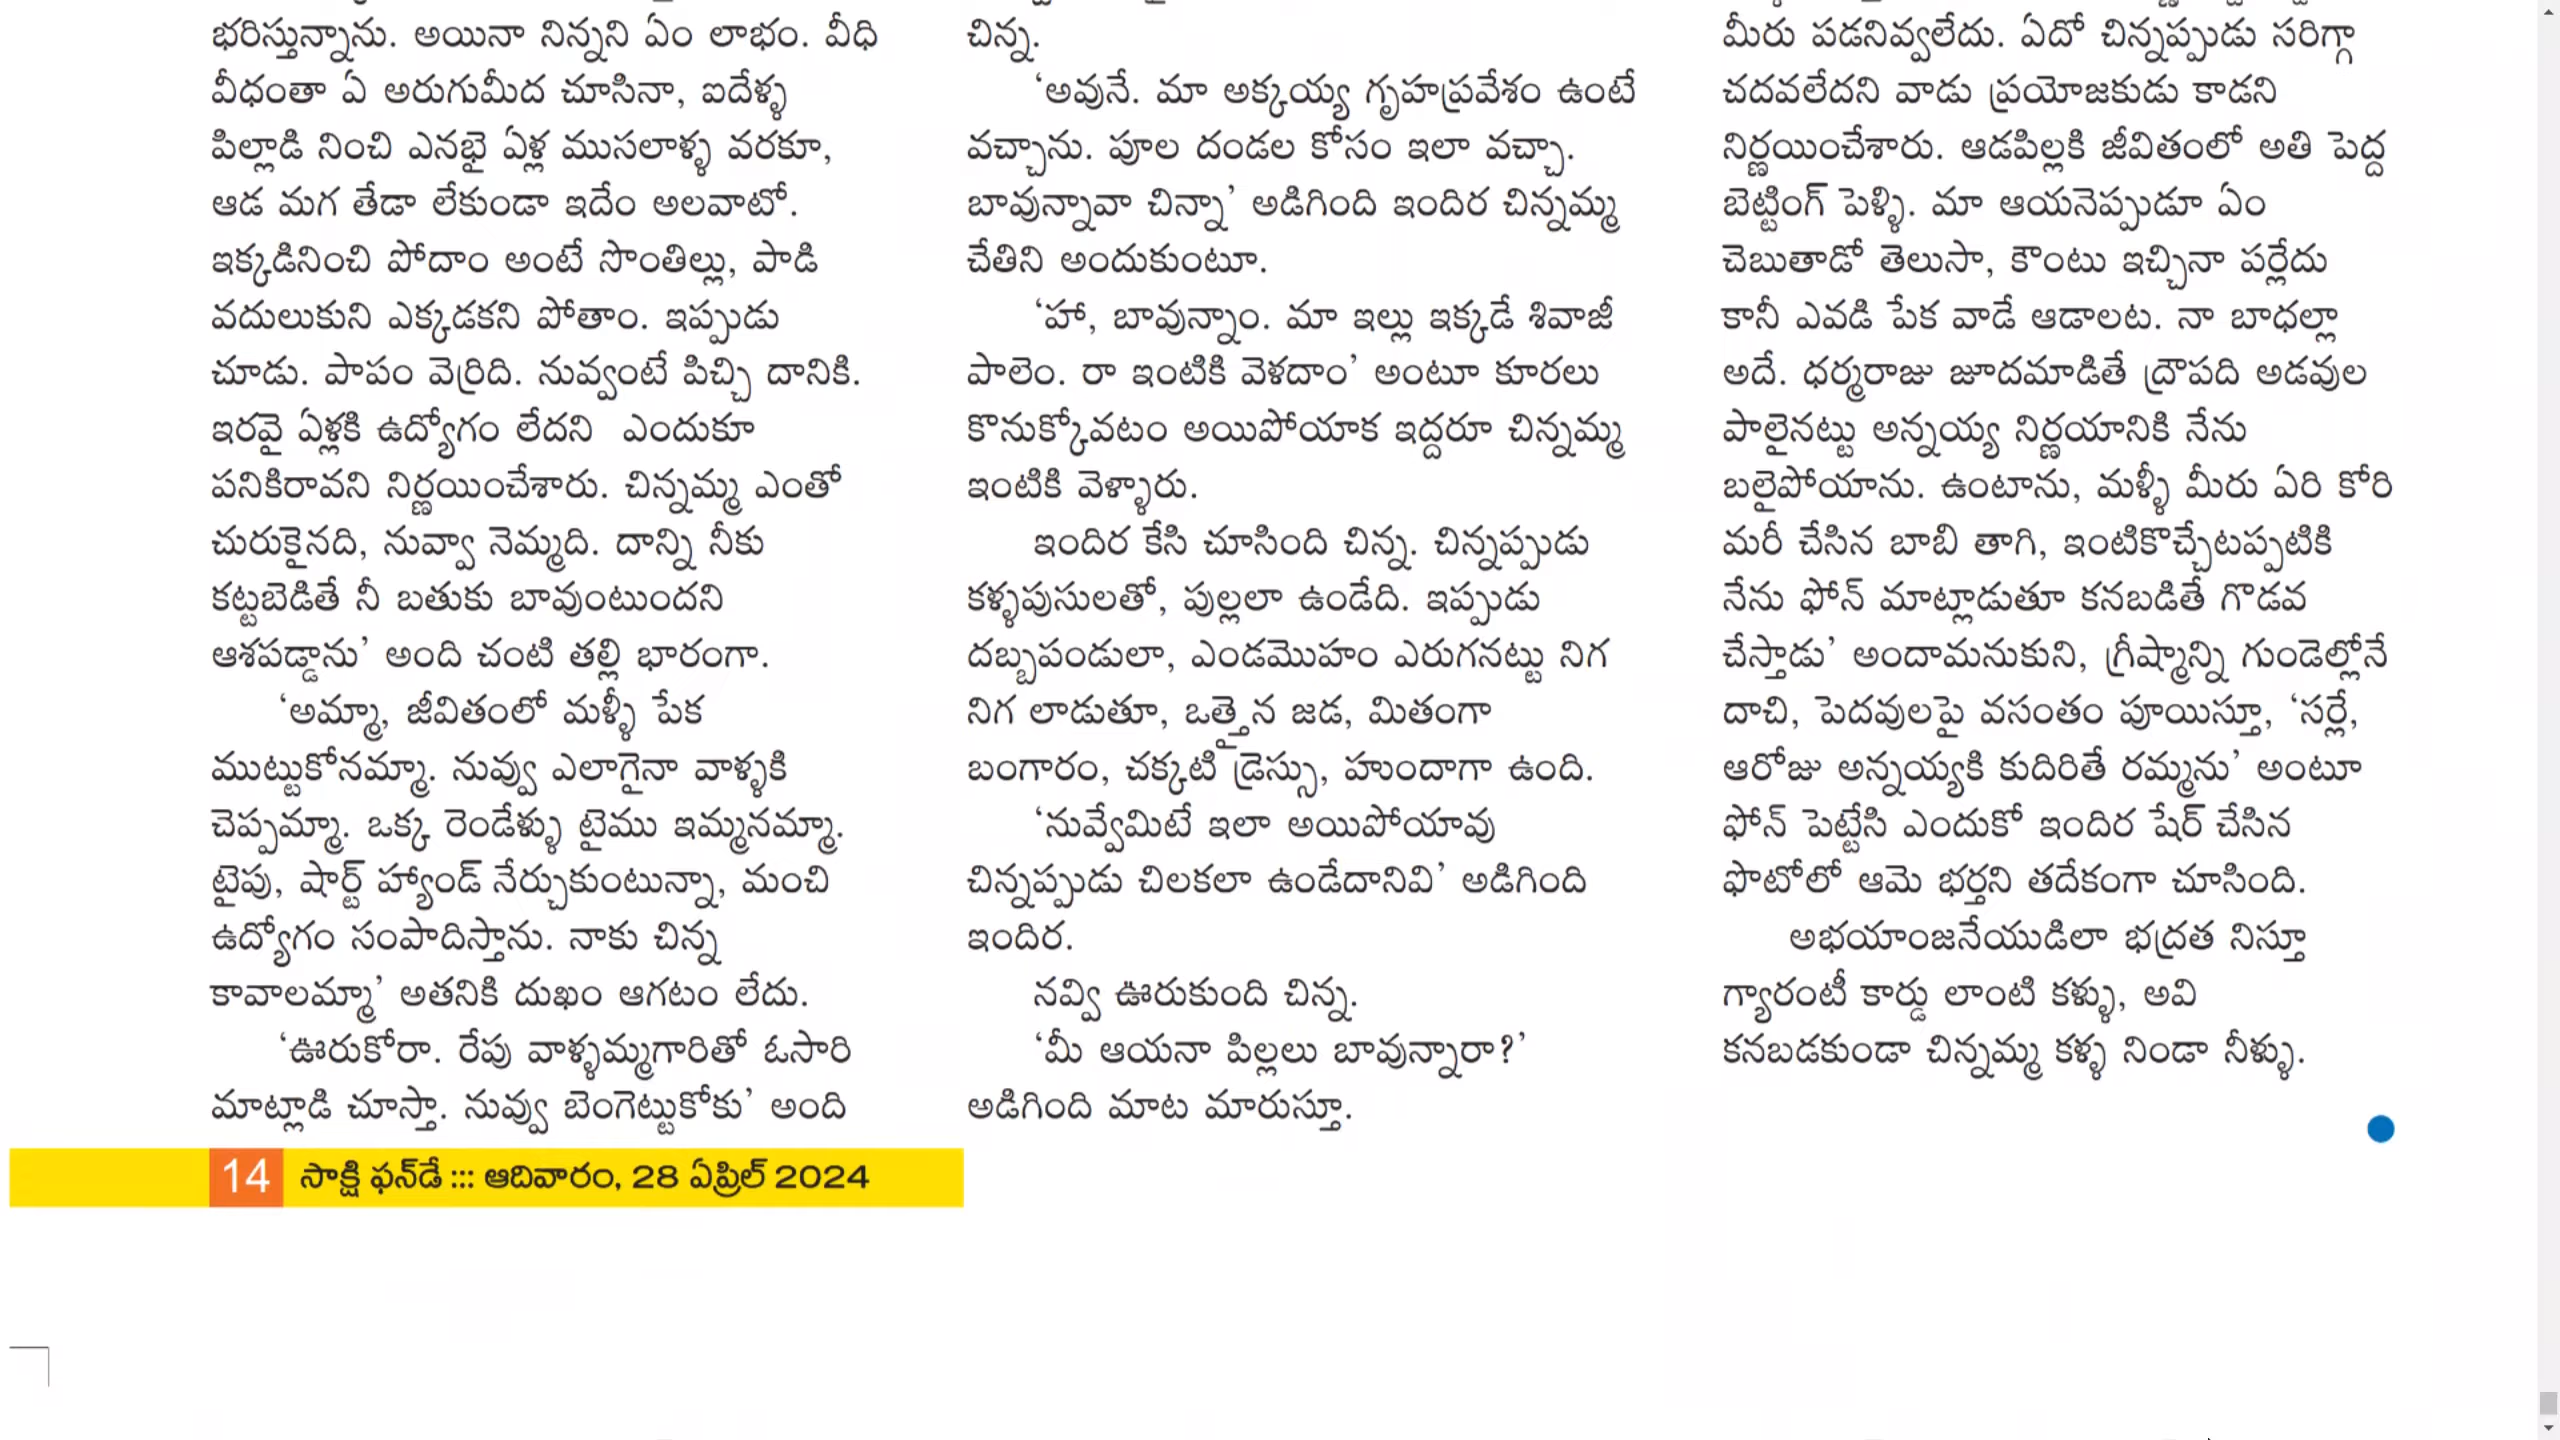 భరిస్తున్నాను. అయినా నిన్నని ఏం లాభం. వీధి
వీధంతా ఏ అరుగుమీద చూసినా, ఐదేళ్ళ
పిల్లాడి నించి ఎనభై ఏళ్ల ముసలాళ్ళ వరకూ,
ఆడ మగ తేడా లేకుండా ఇదేం అలవాటో.
ఇక్కడినించి పోదాం అంటే సొంతిల్లు, పాడి
వదులుకుని ఎక్కడకని పోతాం. ఇప్పుడు
చూడు. పాపం వెర్రిది. నువ్వంటే పిచ్చి దానికి.
ఇరవై ఏళ్లకి ఉద్యోగం లేదని ఎందుకూ
పనికిరావని నిర్ణయించేశారు. చిన్నమ్మ ఎంతో
చురుకైనది, నువ్వా నెమ్మది. దాన్ని నీకు
కట్టబెడితే నీ బతుకు బావుంటుందని
ఆశపడ్డాను’ అంది చంటి తల్లి భారంగా.
‘అమ్మా, జీవితంలో మళ్ళీ పేక
ముట్టుకోనమ్మా. నువ్వు ఎలాగైనా వాళ్ళకి
చెప్పమ్మా. ఒక్క రెండేళ్ళు టైము ఇమ్మనమ్మా.
టైపు, షార్ట్ హ్యాండ్ నేర్చుకుంటున్నా, మంచి
ఉద్యోగం సంపాదిస్తాను. నాకు చిన్న
కావాలమ్మా’ అతనికి దుఖం ఆగటం లేదు.
‘ఊరుకోరా. రేపు వాళ్ళమ్మగారితో ఓసారి
మాట్లాడి చూస్తా. నువ్వు బెంగెట్టుకోకు’ అంది
చిన్న.
‘అవునే. మా అక్కయ్య గృహప్రవేశం ఉంటే
వచ్చాను. పూల దండల కోసం ఇలా వచ్చా.
బావున్నావా చిన్నా’ అడిగింది ఇందిర చిన్నమ్మ
చేతిని అందుకుంటూ.
‘హా, బావున్నాం. మా ఇల్లు ఇక్కడే శివాజీ
పాలెం. రా ఇంటికి వెళదాం’ అంటూ కూరలు
కొనుక్కోవటం అయిపోయాక ఇద్దరూ చిన్నమ్మ
ఇంటికి వెళ్ళారు.
ఇందిర కేసి చూసింది చిన్న. చిన్నప్పుడు
కళ్ళపుసులతో, పుల్లలా ఉండేది. ఇప్పుడు
దబ్బపండులా, ఎండమొహం ఎరుగనట్టు నిగ
నిగ లాడుతూ, ఒత్తైన జడ, మితంగా
బంగారం, చక్కటి డ్రెస్సు, హుందాగా ఉంది.
‘నువ్వేమిటే ఇలా అయిపోయావు
చిన్నప్పుడు చిలకలా ఉండేదానివి’ అడిగింది
ఇందిర.
నవ్వి ఊరుకుంది చిన్న.
‘మీ ఆయనా పిల్లలు బావున్నారా?’
అడిగింది మాట మారుస్తూ.
మీరు పడనివ్వలేదు. ఏదో చిన్నప్పుడు సరిగ్గా
చదవలేదని వాడు ప్రయోజకుడు కాడని
నిర్ణయించేశారు. ఆడపిల్లకి జీవితంలో అతి పెద్ద
బెట్టింగ్ పెళ్ళి. మా ఆయనెప్పుడూ ఏం
చెబుతాడో తెలుసా, కౌంటు ఇచ్చినా పర్లేదు
కానీ ఎవడి పేక వాడే ఆడాలట. నా బాధల్లా
అదే. ధర్మరాజు జూదమాడితే ద్రౌపది అడవుల
పాలైనట్టు అన్నయ్య నిర్ణయానికి నేను
బలైపోయాను. ఉంటాను, మళ్ళీ మీరు ఏరి కోరి
మరీ చేసిన బాబి తాగి, ఇంటికొచ్చేటప్పటికి
నేను ఫోన్ మాట్లాడుతూ కనబడితే గొడవ
చేస్తాడు’ అందామనుకుని, గ్రీష్మాన్ని గుండెల్లోనే
దాచి, పెదవులపై వసంతం పూయిస్తూ, ‘సర్లే,
ఆరోజు అన్నయ్యకి కుదిరితే రమ్మను’ అంటూ
ఫోన్ పెట్టేసి ఎందుకో ఇందిర షేర్ చేసిన
ఫొటోలో ఆమె భర్తని తదేకంగా చూసింది.
అభయాంజనేయుడిలా భద్రత నిస్తూ
గ్యారంటీ కార్డు లాంటి కళ్ళు, అవి
కనబడకుండా చిన్నమ్మ కళ్ళ నిండా నీళ్ళు.
14 సాక్షి ఫన్‌డే ::: ఆదివారం, 28 ఏప్రిల్ 2024